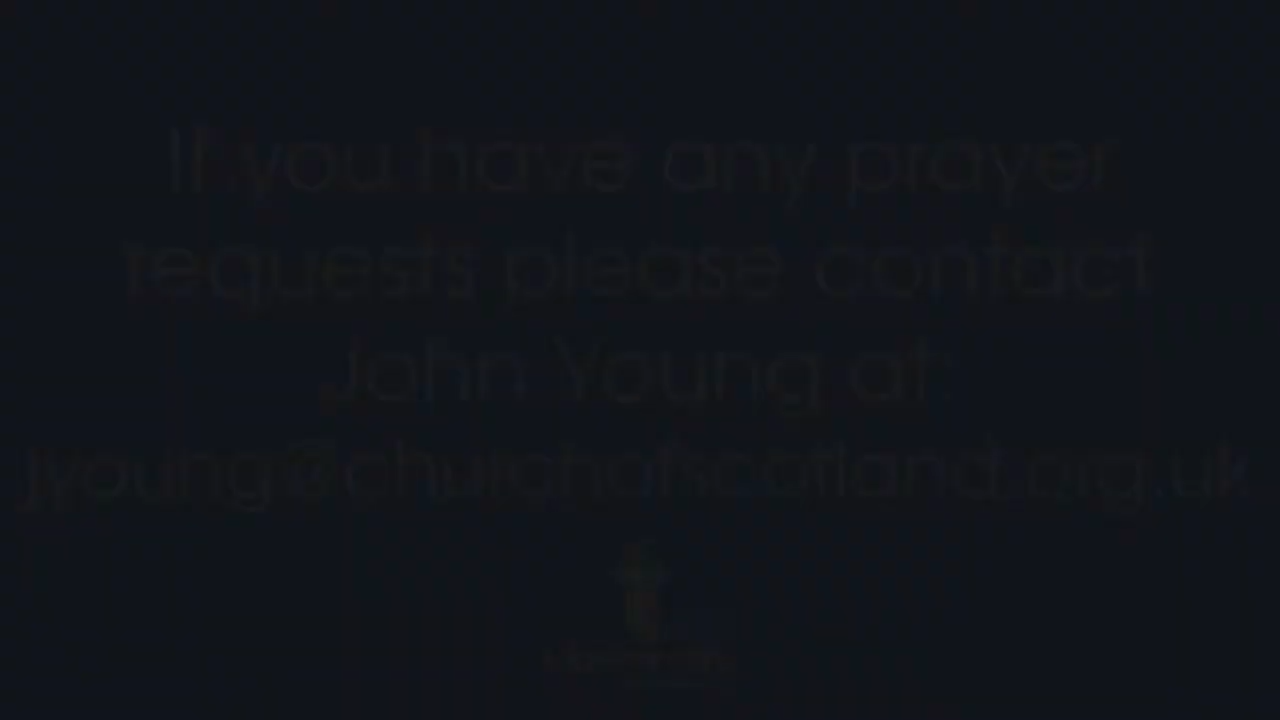 If you have any prayer
requests please contact
John Young at:
jyoung@churchofscotland.org.uk